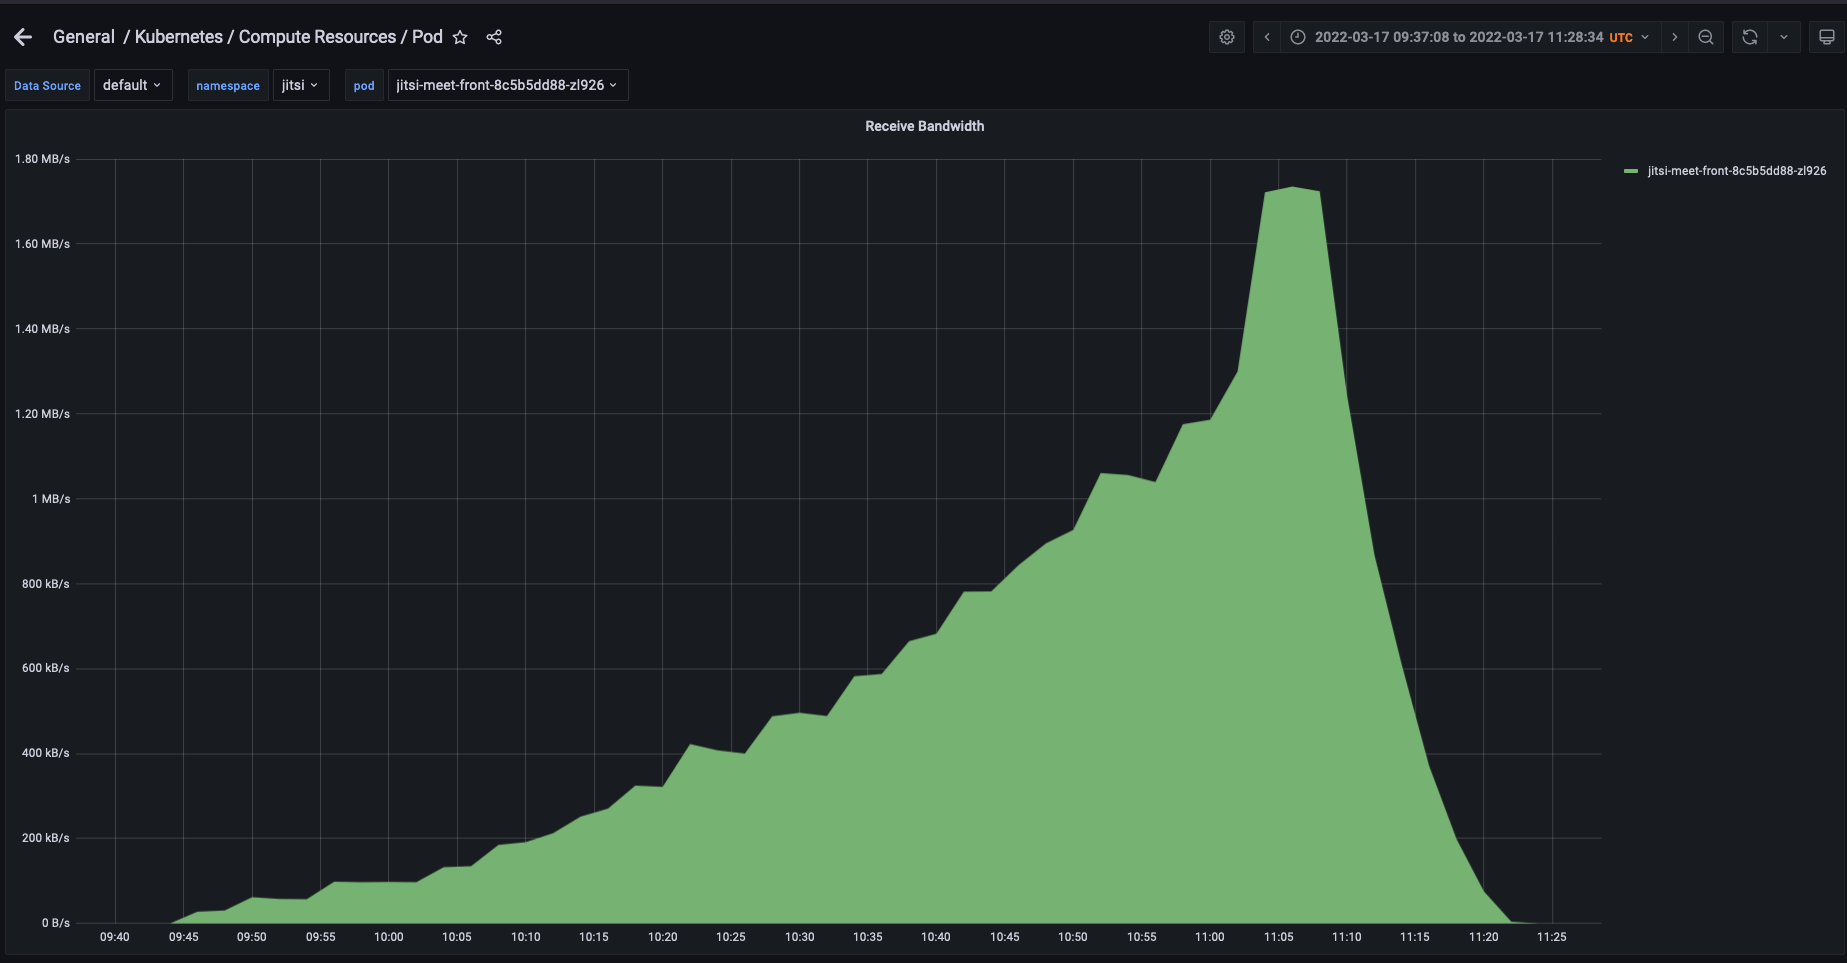 General / Kubernetes / Compute Resources / Pod
2022-03-17 09:37:08 to 2022-03-17 11:28:34 UTC
Data Source default namespace jitsi pod jitsi-meet-front-8c5b5dd88-zl926
Receive Bandwidth
1.80 MB/s
1.60 MB/s
1.40 MB/s
1.20 MB/s
1 MB/s
800 kB/s
600 kB/s
400 kB/s
200 kB/s
0 B/s
09:40 09:45 09:50 09:55 10:00 10:05 10:10 10:15 10:20 10:25 10:30 10:35 10:40 10:45 10:50 10:55 11:00 11:05 11:10 11:15 11:20 11:25
jitsi-meet-front-8c5b5dd88-zl926